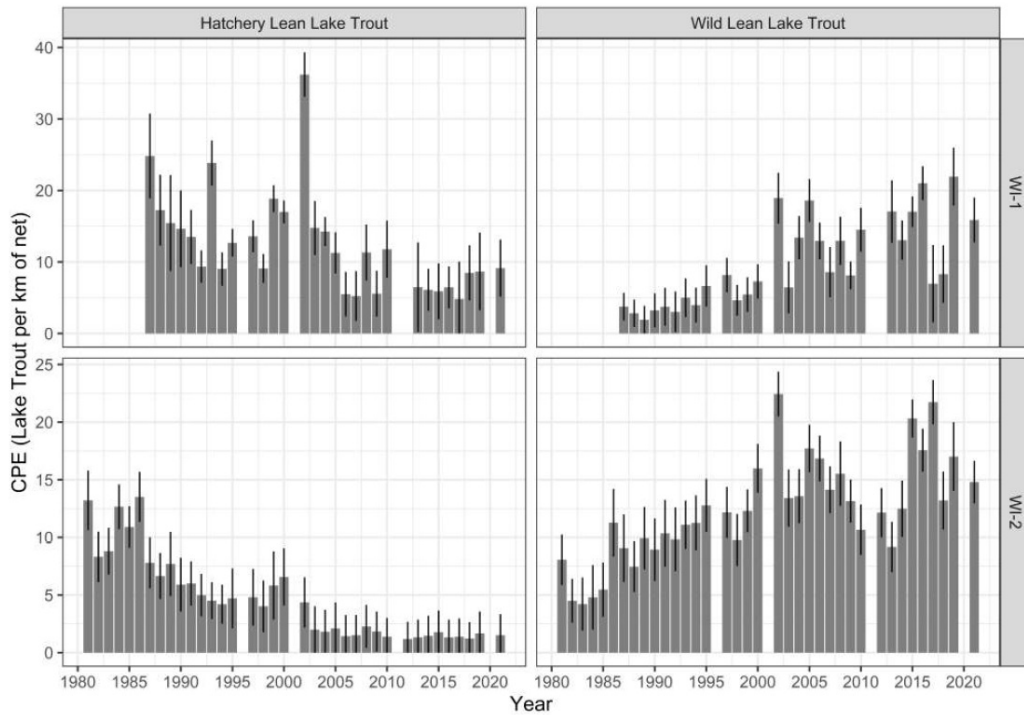 Hatchery Lean Lake Trout
Wild Lean Lake Trout
40
30
20
10
0
WI-1
25
20
15
10
5
0
WI-2
CPE (Lake Trout per km of net)
1980 1985 1990 1995 2000 2005 2010 2015 2020
1980 1985 1990 1995 2000 2005 2010 2015 2020
Year